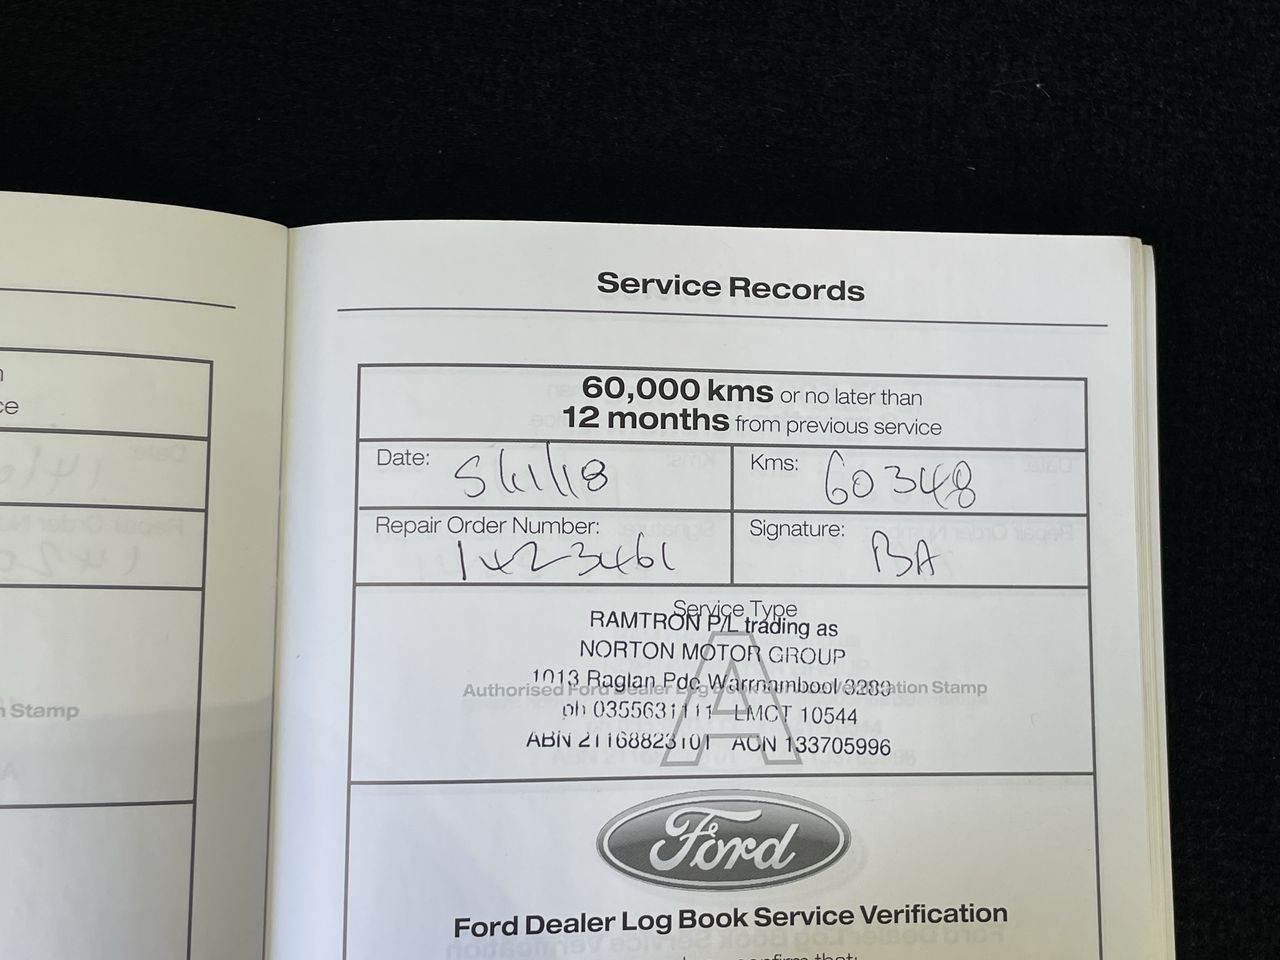 Service Records
60,000 kms or no later than
12 months from previous service
Date:
Kms: 60348
Repair Order Number: 1423461
Signature: BA
Service Type
RAMTRON P/L trading as
NORTON MOTOR GROUP
1013 Raglan Pde Warrnambool 3280
Authorised Ford Dealer Log Book Service Verification Stamp
ph 0355631111 LMCT 10544
ABN 21168823101 ACN 133705996
A
Ford
Ford Dealer Log Book Service Verification
n Stamp